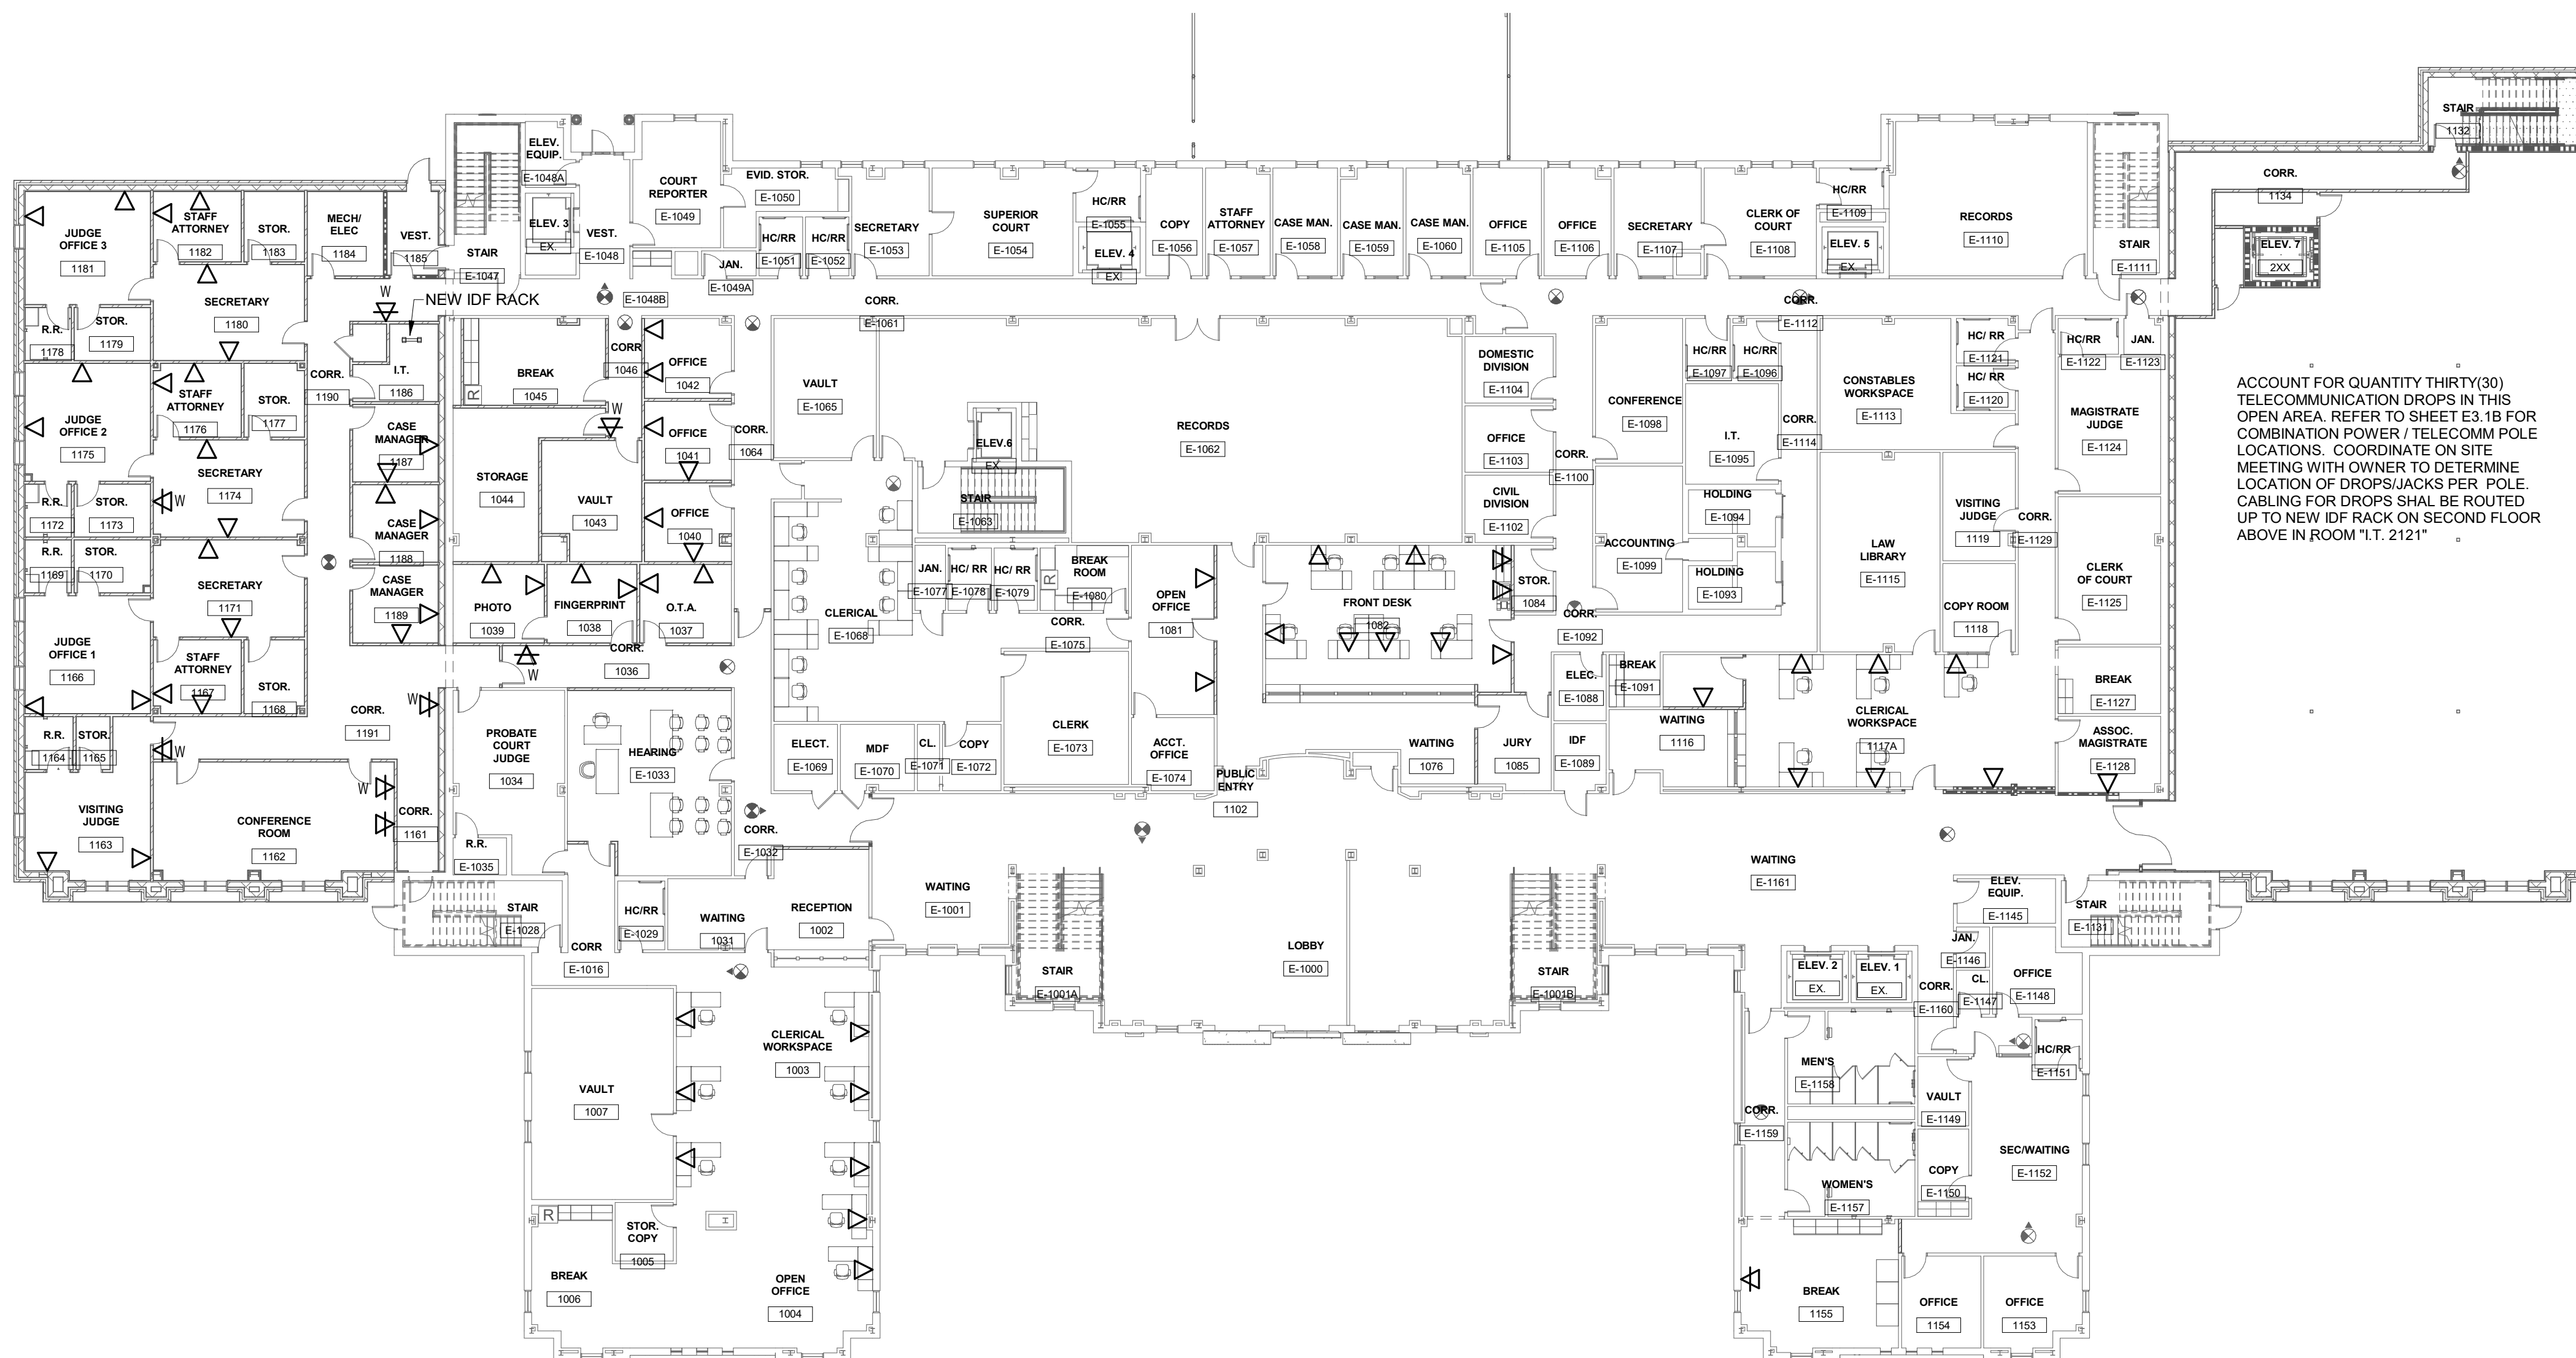 STAIR
1132
CORR.
1134
ELEV. 7
2XX
ELEV.
EQUIP.
E-1048A
ELEV. 3
EX.
VEST.
E-1048
COURT
REPORTER
E-1049
EVID. STOR.
E-1050
HC/RR
E-1051
HC/RR
E-1052
JAN.
E-1049A
SECRETARY
E-1053
SUPERIOR
COURT
E-1054
HC/RR
E-1055
ELEV. 4
EX.
COPY
E-1056
STAFF
ATTORNEY
E-1057
CASE MAN.
E-1058
CASE MAN.
E-1059
CASE MAN.
E-1060
OFFICE
E-1105
OFFICE
E-1106
SECRETARY
E-1107
CLERK OF
COURT
E-1108
HC/RR
E-1109
ELEV. 5
EX.
RECORDS
E-1110
STAIR
E-1111
JUDGE
OFFICE 3
1181
STAFF
ATTORNEY
1182
STOR.
1183
MECH/
ELEC
1184
VEST.
1185
STAIR
E-1047
SECRETARY
1180
W
NEW IDF RACK
R.R.
1178
STOR.
1179
E-1048B
CORR.
E-1061
CORR.
E-1112
JUDGE
OFFICE 2
1175
STAFF
ATTORNEY
1176
STOR.
1177
CORR.
1190
I.T.
1186
BREAK
1045
R
CORR
1046
OFFICE
1042
VAULT
E-1065
RECORDS
E-1062
DOMESTIC
DIVISION
E-1104
CONFERENCE
E-1098
HC/RR
E-1097
HC/RR
E-1096
CONSTABLES
WORKSPACE
E-1113
HC/ RR
E-1121
HC/ RR
E-1120
HC/RR
E-1122
JAN.
E-1123
MAGISTRATE
JUDGE
E-1124
ACCOUNT FOR QUANTITY THIRTY(30)
TELECOMMUNICATION DROPS IN THIS
OPEN AREA. REFER TO SHEET E3.1B FOR
COMBINATION POWER / TELECOMM POLE
LOCATIONS. COORDINATE ON SITE
MEETING WITH OWNER TO DETERMINE
LOCATION OF DROPS/JACKS PER POLE.
CABLING FOR DROPS SHAL BE ROUTED
UP TO NEW IDF RACK ON SECOND FLOOR
ABOVE IN ROOM "I.T. 2121"
SECRETARY
1174
W
CASE
MANAGER
1187
STORAGE
1044
W
VAULT
1043
OFFICE
1041
CORR.
1064
ELEV.6
EX.
STAIR
E-1063
OFFICE
E-1103
CORR.
E-1100
CIVIL
DIVISION
E-1102
I.T.
E-1095
CORR.
E-1114
HOLDING
E-1094
HOLDING
E-1093
VISITING
JUDGE
1119
CORR.
E-1129
R.R.
1172
STOR.
1173
CASE
MANAGER
1188
OFFICE
1040
R.R.
1169
STOR.
1170
SECRETARY
1171
CASE
MANAGER
1189
PHOTO
1039
FINGERPRINT
1038
O.T.A.
1037
CLERICAL
E-1068
JAN.
E-1077
HC/ RR
E-1078
HC/ RR
E-1079
R
BREAK
ROOM
E-1080
CORR.
E-1075
OPEN
OFFICE
1081
FRONT DESK
1082
STOR.
1084
ACCOUNTING
E-1099
CORR.
E-1092
LAW
LIBRARY
E-1115
COPY ROOM
1118
CLERK
OF COURT
E-1125
JUDGE
OFFICE 1
1166
STAFF
ATTORNEY
1167
STOR.
1168
W
CORR.
1036
W
CORR.
1191
R.R.
1164
STOR.
1165
W
PROBATE
COURT
JUDGE
1034
HEARING
E-1033
ELECT.
E-1069
MDF
E-1070
CL.
E-1071
COPY
E-1072
CLERK
E-1073
ACCT.
OFFICE
E-1074
PUBLIC
ENTRY
1102
WAITING
1076
JURY
1085
ELEC.
E-1088
IDF
E-1089
BREAK
E-1091
WAITING
1116
CLERICAL
WORKSPACE
1117A
BREAK
E-1127
ASSOC.
MAGISTRATE
E-1128
VISITING
JUDGE
1163
CONFERENCE
ROOM
1162
W
CORR.
1161
R.R.
E-1035
CORR.
E-1032
STAIR
E-1028
HC/RR
E-1029
WAITING
1031
RECEPTION
1002
WAITING
E-1001
CORR
E-1016
STAIR
E-1001A
LOBBY
E-1000
STAIR
E-1001B
WAITING
E-1161
ELEV.
EQUIP.
E-1145
STAIR
E-1131
JAN.
E-1146
ELEV. 2
EX.
ELEV. 1
EX.
CORR.
E-1160
CL.
E-1147
OFFICE
E-1148
VAULT
1007
CLERICAL
WORKSPACE
1003
MEN'S
E-1158
HC/RR
E-1151
CORR.
E-1159
VAULT
E-1149
SEC/WAITING
E-1152
COPY
E-1150
WOMEN'S
E-1157
R
STOR.
COPY
1005
BREAK
1006
OPEN
OFFICE
1004
BREAK
1155
OFFICE
1154
OFFICE
1153